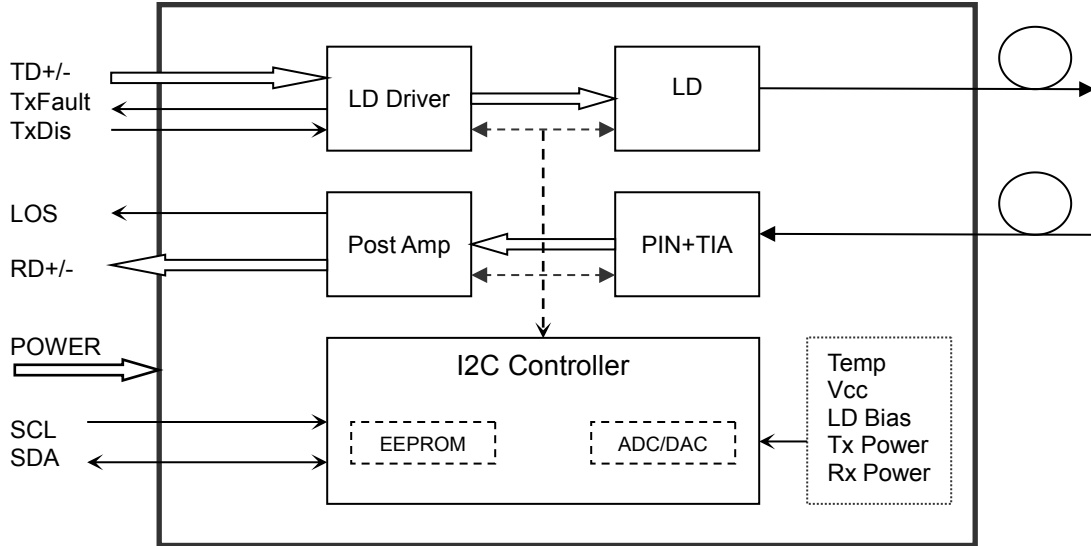 TD+/-
TxFault
TxDis
LD Driver
LD
LOS
RD+/-
Post Amp
PIN+TIA
POWER
SCL
SDA
I2C Controller
EEPROM
ADC/DAC
Temp
Vcc
LD Bias
Tx Power
Rx Power